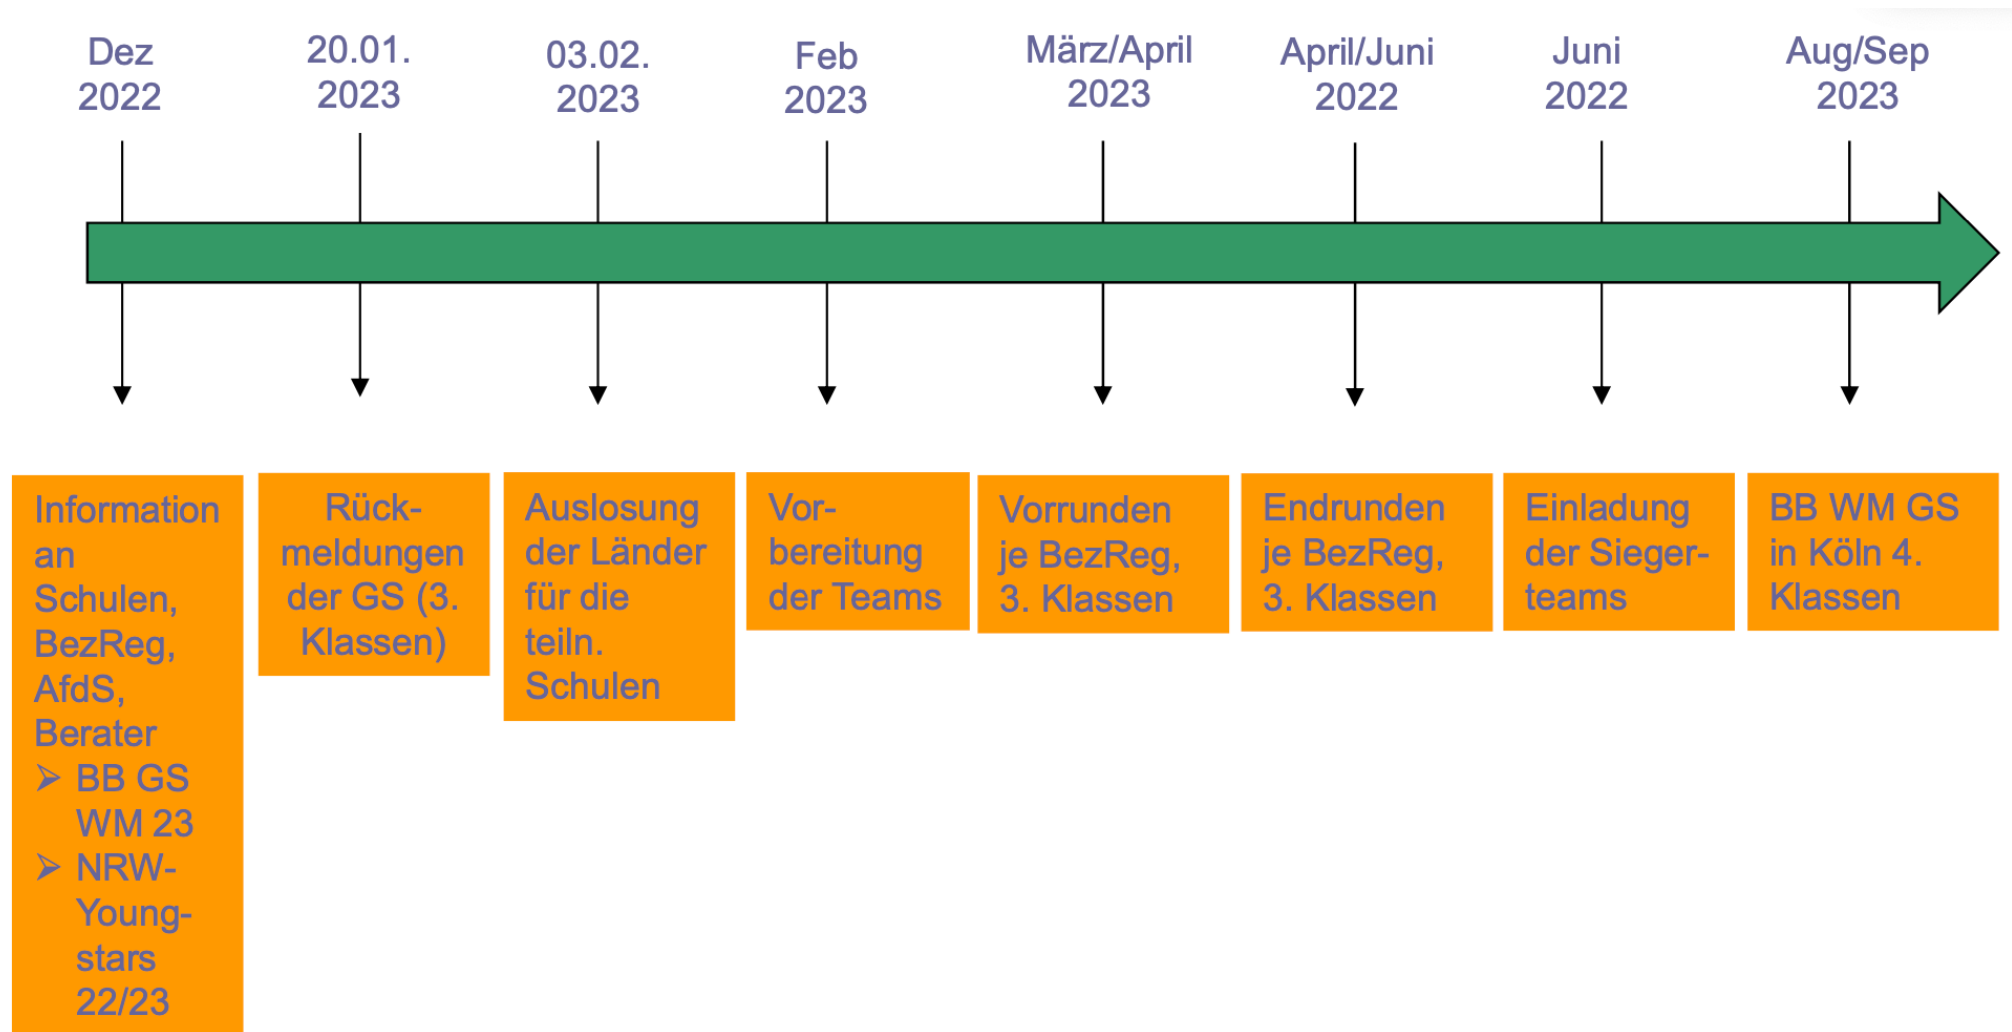 Dez
2022
20.01.
2023
03.02.
2023
Feb
2023
März/April
2023
April/Juni
2022
Juni
2022
Aug/Sep
2023
Information
an
Schulen,
BezReg,
AfdS,
Berater
➢ BB GS
WM 23
➢ NRW-
Young-
stars
22/23
Rück-
meldungen
der GS (3.
Klassen)
Auslosung
der Länder
für die
teiln.
Schulen
Vor-
bereitung
der Teams
Vorrunden
je BezReg,
3. Klassen
Endrunden
je BezReg,
3. Klassen
Einladung
der Sieger-
teams
BB WM GS
in Köln 4.
Klassen